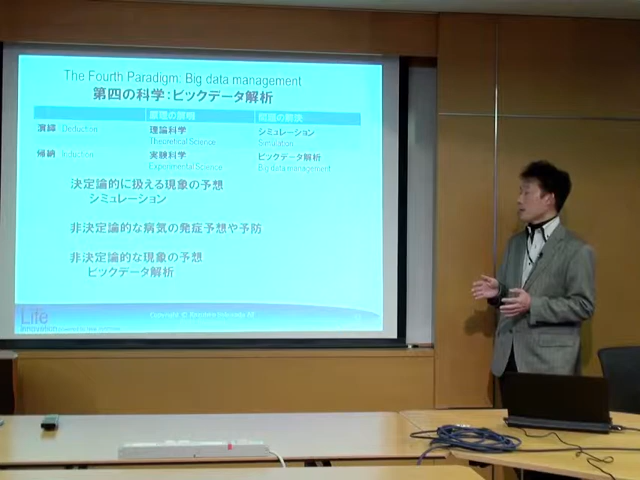 The Fourth Paradigm: Big data management
第四の科学：ビックデータ解析
原理の解明 問題の解決
演繹 Deduction 理論科学 シミュレーション
Theoretical Science Simulation
帰納 Induction 実験科学 ビックデータ解析
Experimental Science Big data management
決定論的に扱える現象の予想
シミュレーション
非決定論的な病気の発症予想や予防
非決定論的な現象の予想
ビックデータ解析
Life
Innovation
Copyright ©